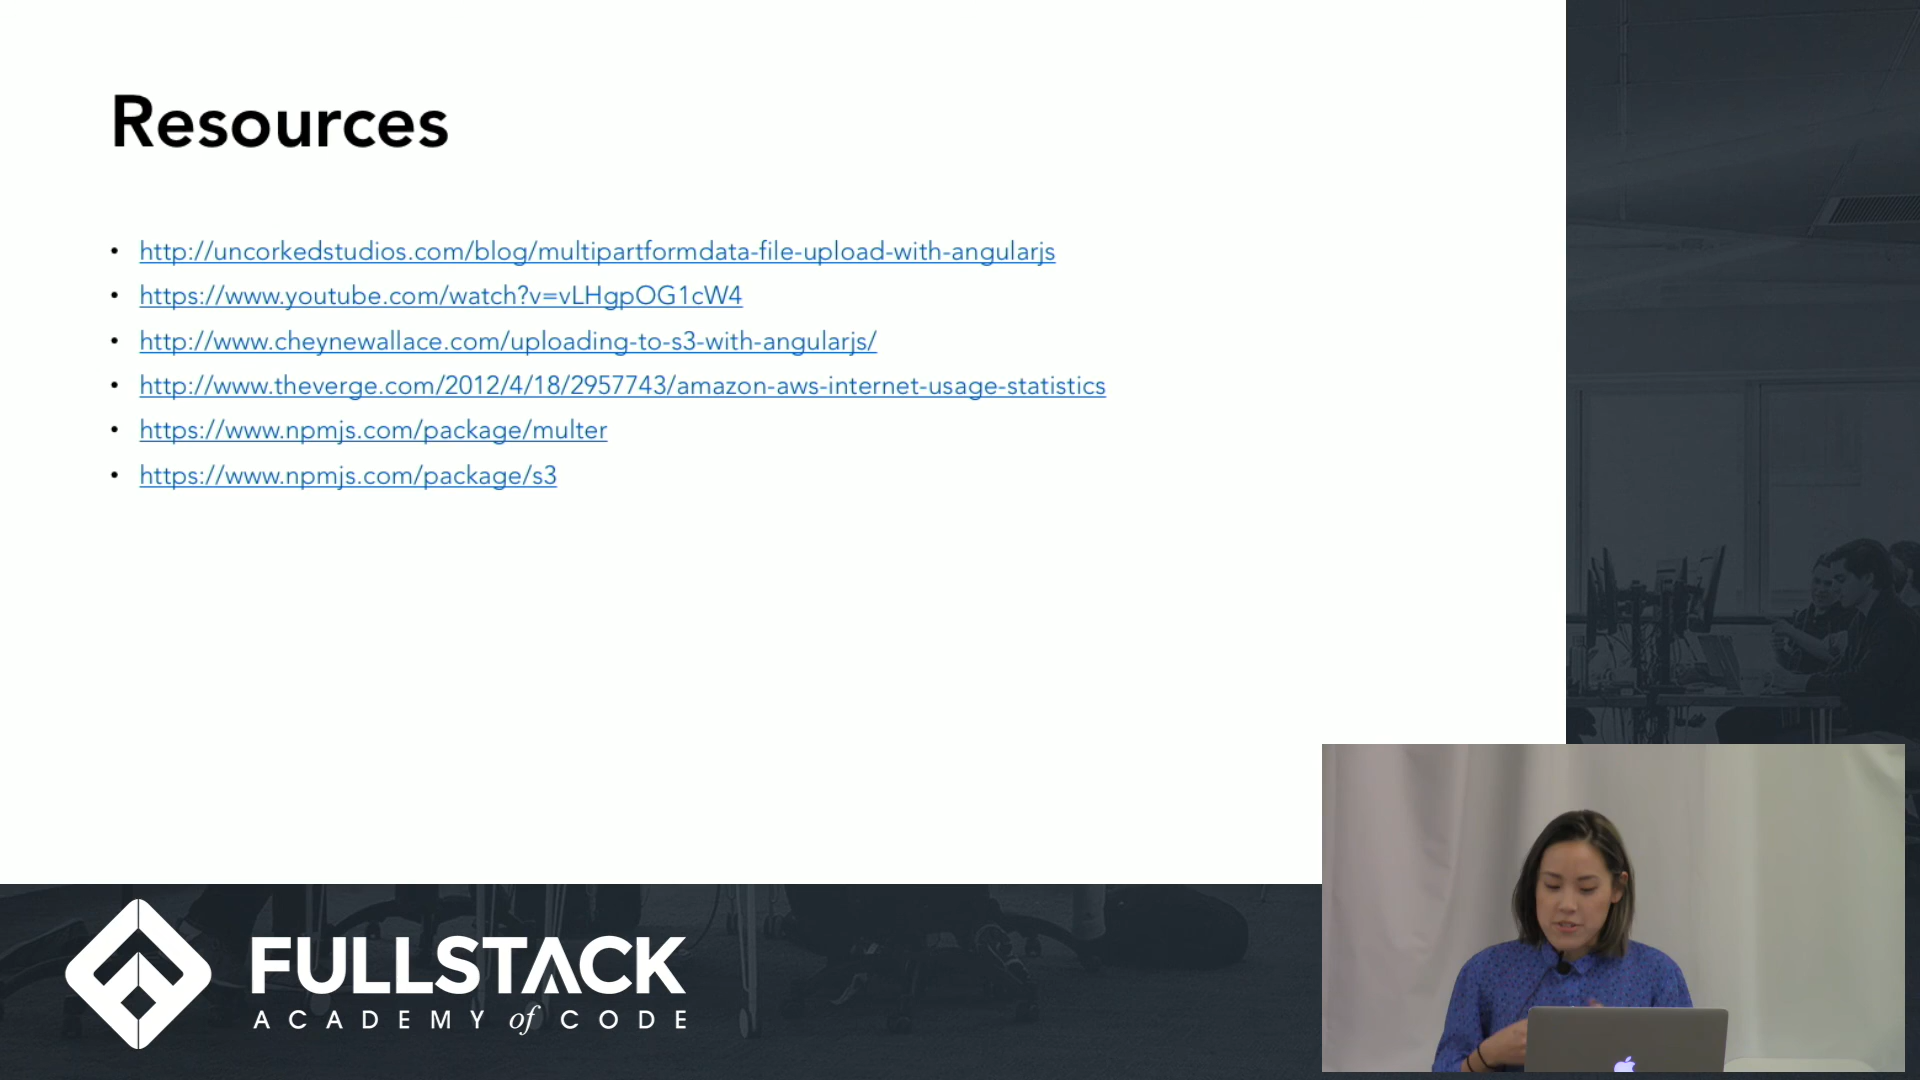 Resources
• http://uncorkedstudios.com/blog/multipartformdata-file-upload-with-angularjs
• https://www.youtube.com/watch?v=vLHgpOG1cW4
• http://www.cheynewallace.com/uploading-to-s3-with-angularjs/
• http://www.theverge.com/2012/4/18/2957743/amazon-aws-internet-usage-statistics
• https://www.npmjs.com/package/multer
• https://www.npmjs.com/package/s3
FULLSTACK
ACADEMY of CODE